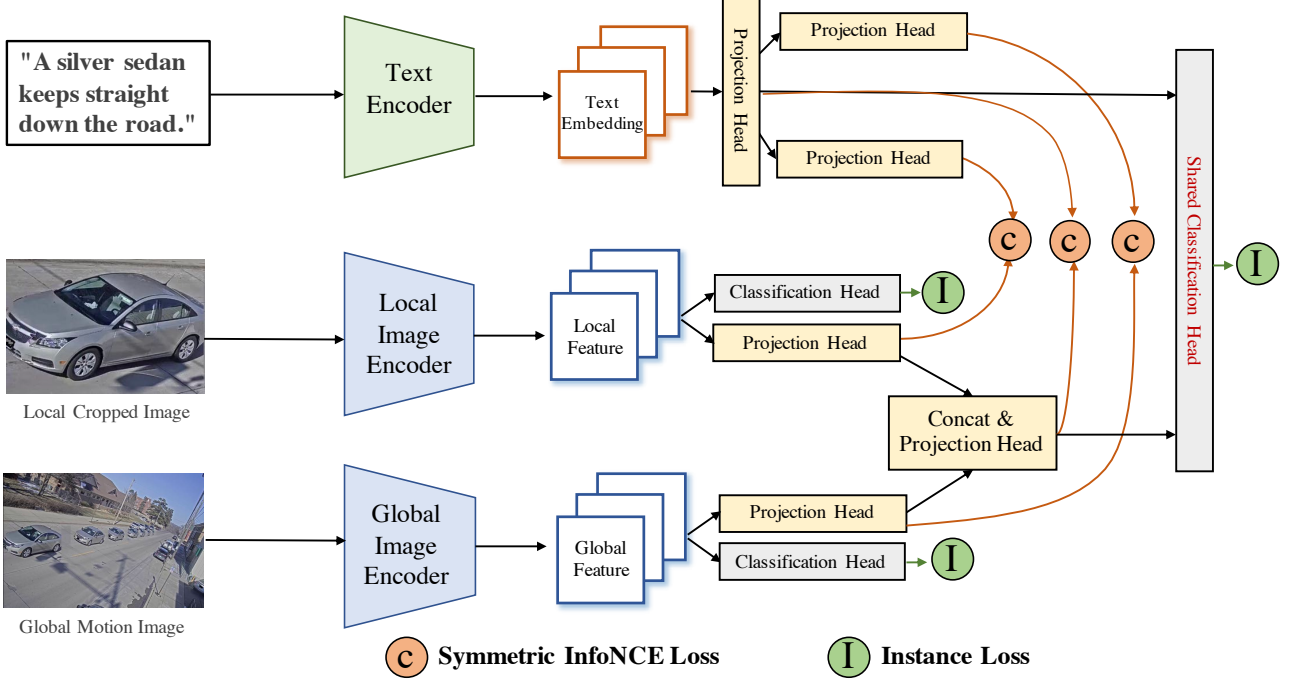 "A silver sedan
keeps straight
down the road."
Text
Encoder
Text
Embedding
Projection Head
Projection Head
Projection Head
c
c
c
Shared Classification Head
I
Local Cropped Image
Local
Image
Encoder
Local
Feature
Classification Head
I
Projection Head
Concat &
Projection Head
Global Motion Image
Global
Image
Encoder
Global
Feature
Projection Head
Classification Head
I
c Symmetric InfoNCE Loss
I Instance Loss